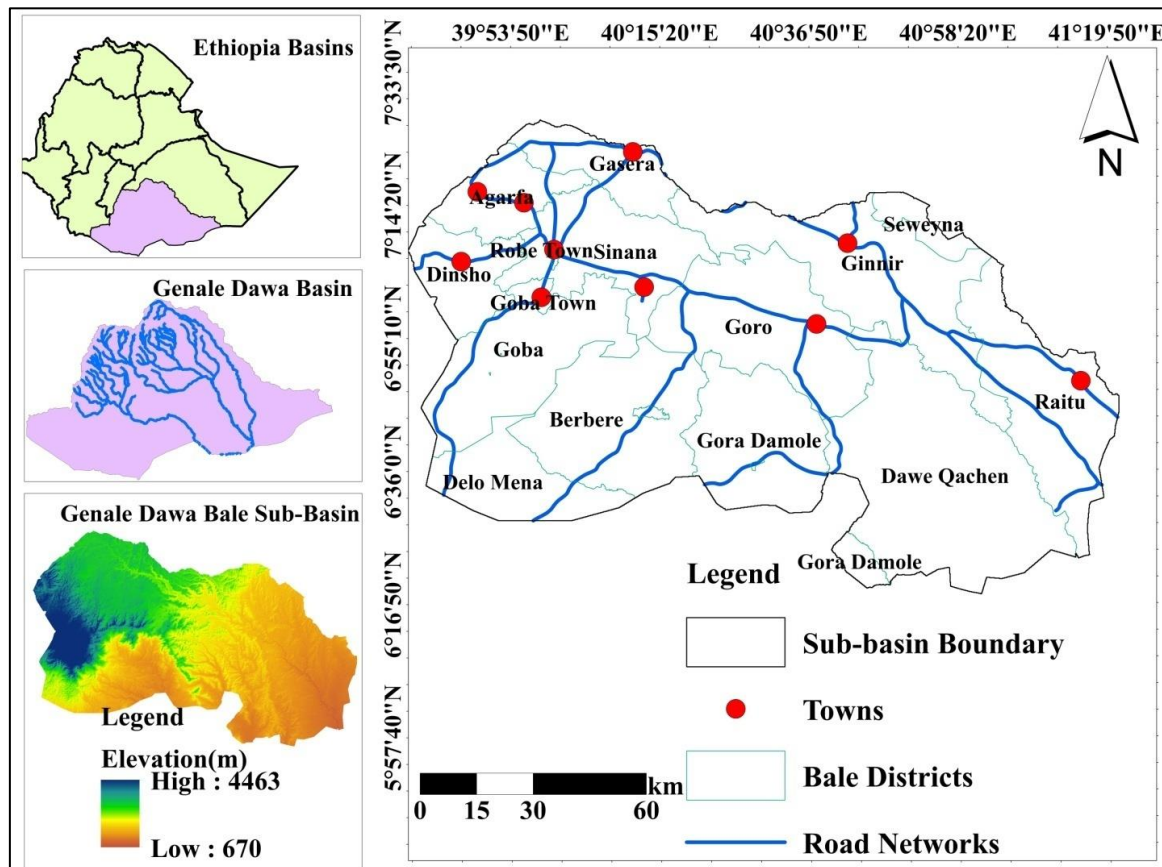 Ethiopia Basins
Genale Dawa Basin
Genale Dawa Bale Sub-Basin
Legend
Elevation(m)
High : 4463
Low : 670
39°53'50"E 40°15'20"E 40°36'50"E 40°58'20"E 41°19'50"E
7°33'30"N
7°14'20"N
6°55'10"N
6°36'0"N
6°16'50"N
5°57'40"N
N
Gasera
Agarfa
Seweyna
Robe Town
Sinana
Ginnir
Dinsho
Goba Town
Goro
Goba
Raitu
Berbere
Gora Damole
Delo Mena
Dawe Qachen
Gora Damole
Legend
Sub-basin Boundary
Towns
Bale Districts
Road Networks
km
0 15 30 60